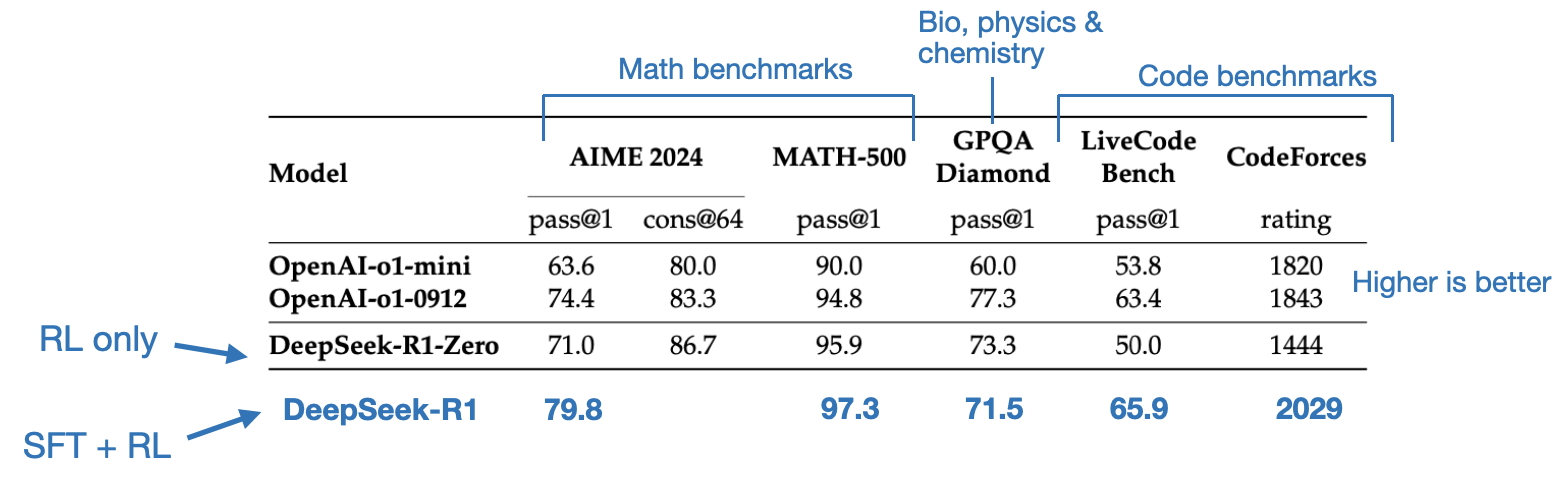 Bio, physics &
chemistry
Math benchmarks
Code benchmarks
Model AIME 2024 MATH-500 GPQA Diamond LiveCode Bench CodeForces
pass@1 cons@64 pass@1 pass@1 pass@1 rating
OpenAI-o1-mini 63.6 80.0 90.0 60.0 53.8 1820
OpenAI-o1-0912 74.4 83.3 94.8 77.3 63.4 1843
Higher is better
RL only
DeepSeek-R1-Zero 71.0 86.7 95.9 73.3 50.0 1444
DeepSeek-R1 79.8 97.3 71.5 65.9 2029
SFT + RL